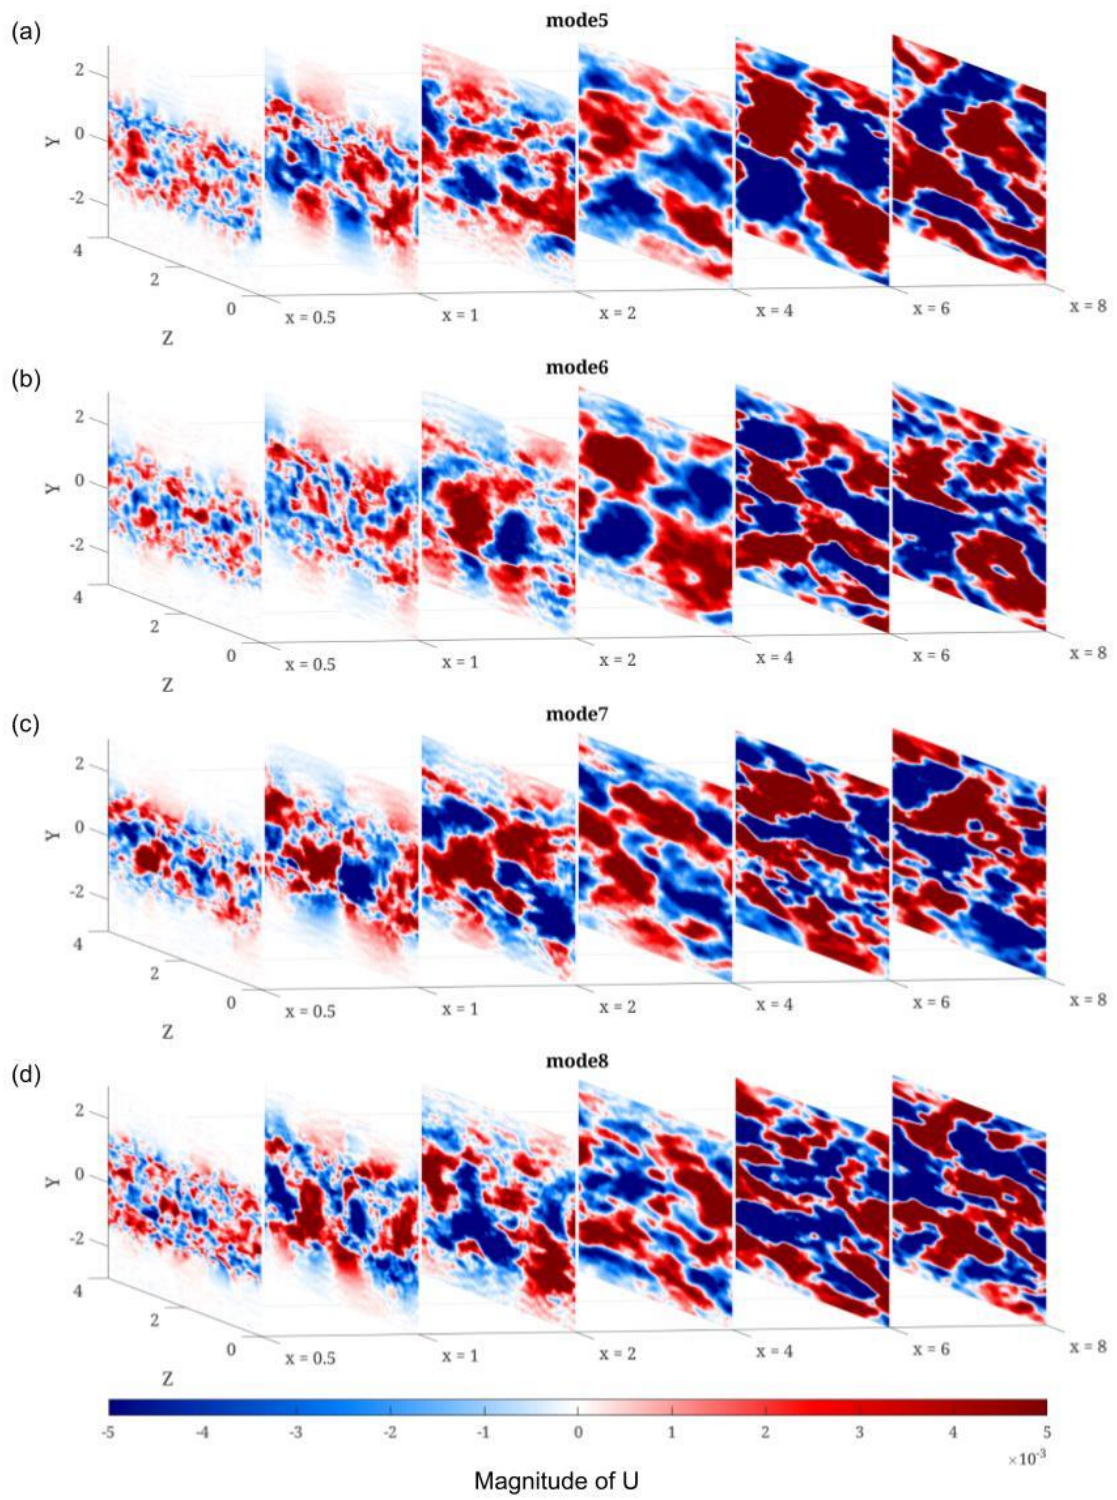 (a)
mode5
2
0
-2
Y
4
2
0
Z
x = 0.5
x = 1
x = 2
x = 4
x = 6
x = 8
(b)
mode6
2
0
-2
Y
4
2
0
Z
x = 0.5
x = 1
x = 2
x = 4
x = 6
x = 8
(c)
mode7
2
0
-2
Y
4
2
0
Z
x = 0.5
x = 1
x = 2
x = 4
x = 6
x = 8
(d)
mode8
2
0
-2
Y
4
2
0
Z
x = 0.5
x = 1
x = 2
x = 4
x = 6
x = 8
-5 -4 -3 -2 -1 0 1 2 3 4 5
×10⁻³
Magnitude of U